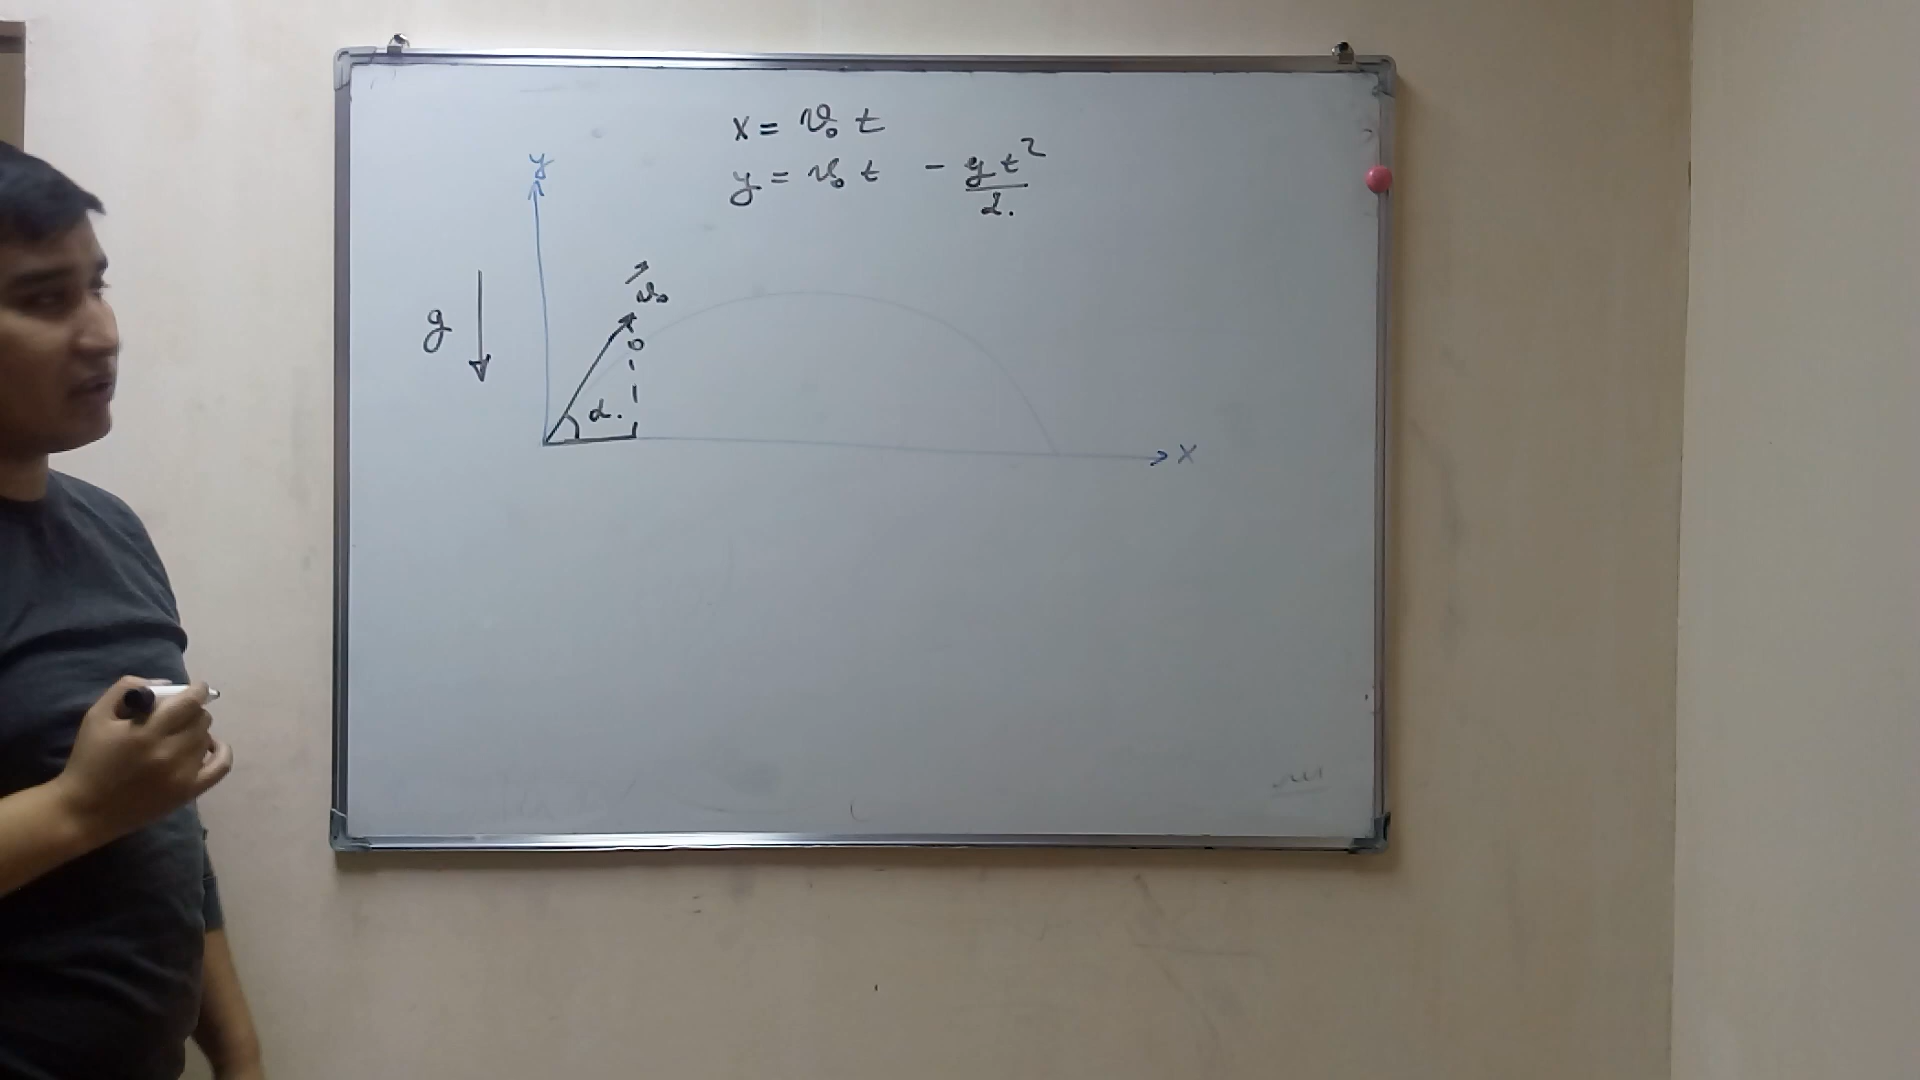 x = v₀ t
y = v₀ t - gt²/2.
y
v₀
g
α.
x